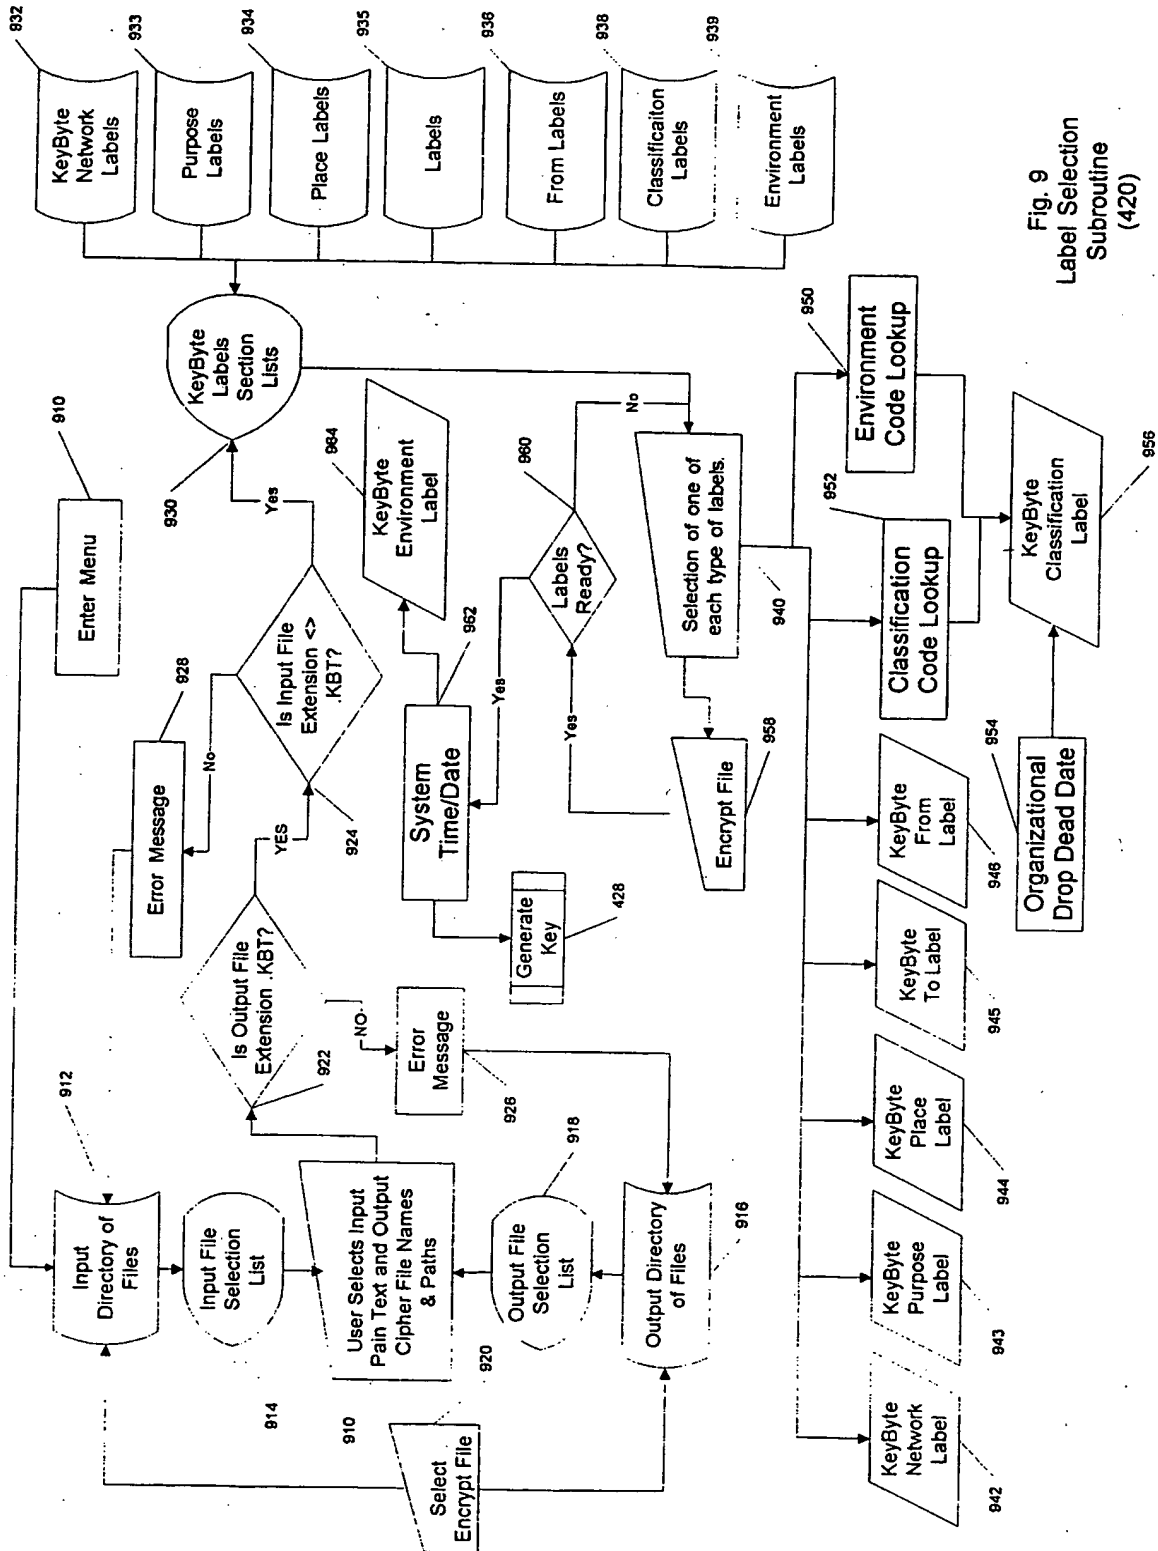 932
KeyByte
Network
Labels
933
Purpose
Labels
934
Place Labels
935
Labels
936
From Labels
938
Classificaiton
Labels
939
Environment
Labels
Fig. 9
Label Selection
Subroutine
(420)
910
Enter Menu
930
KeyByte
Labels
Section
Lists
Yes
Is Input File
Extension <>
.KBT?
924
No
928
Error Message
YES
Is Output File
Extension .KBT?
922
NO
Error
Message
926
912
Input
Directory of
Files
914
Input File
Selection
List
910
User Selects Input
Pain Text and Output
Cipher File Names
& Paths
918
Output File
Selection
List
916
Output Directory
of Files
920
Select
Encrypt File
964
KeyByte
Environment
Label
962
System
Time/Date
428
Generate
Key
960
Labels
Ready?
Yes
No
Yes
Selection of one of
each type of labels.
940
958
Encrypt File
950
Environment
Code Lookup
952
Classification
Code Lookup
954
Organizational
Drop Dead Date
KeyByte
Classification
Label
956
KeyByte
From
Label
946
KeyByte
To Label
945
KeyByte
Place
Label
944
KeyByte
Purpose
Label
943
KeyByte
Network
Label
942